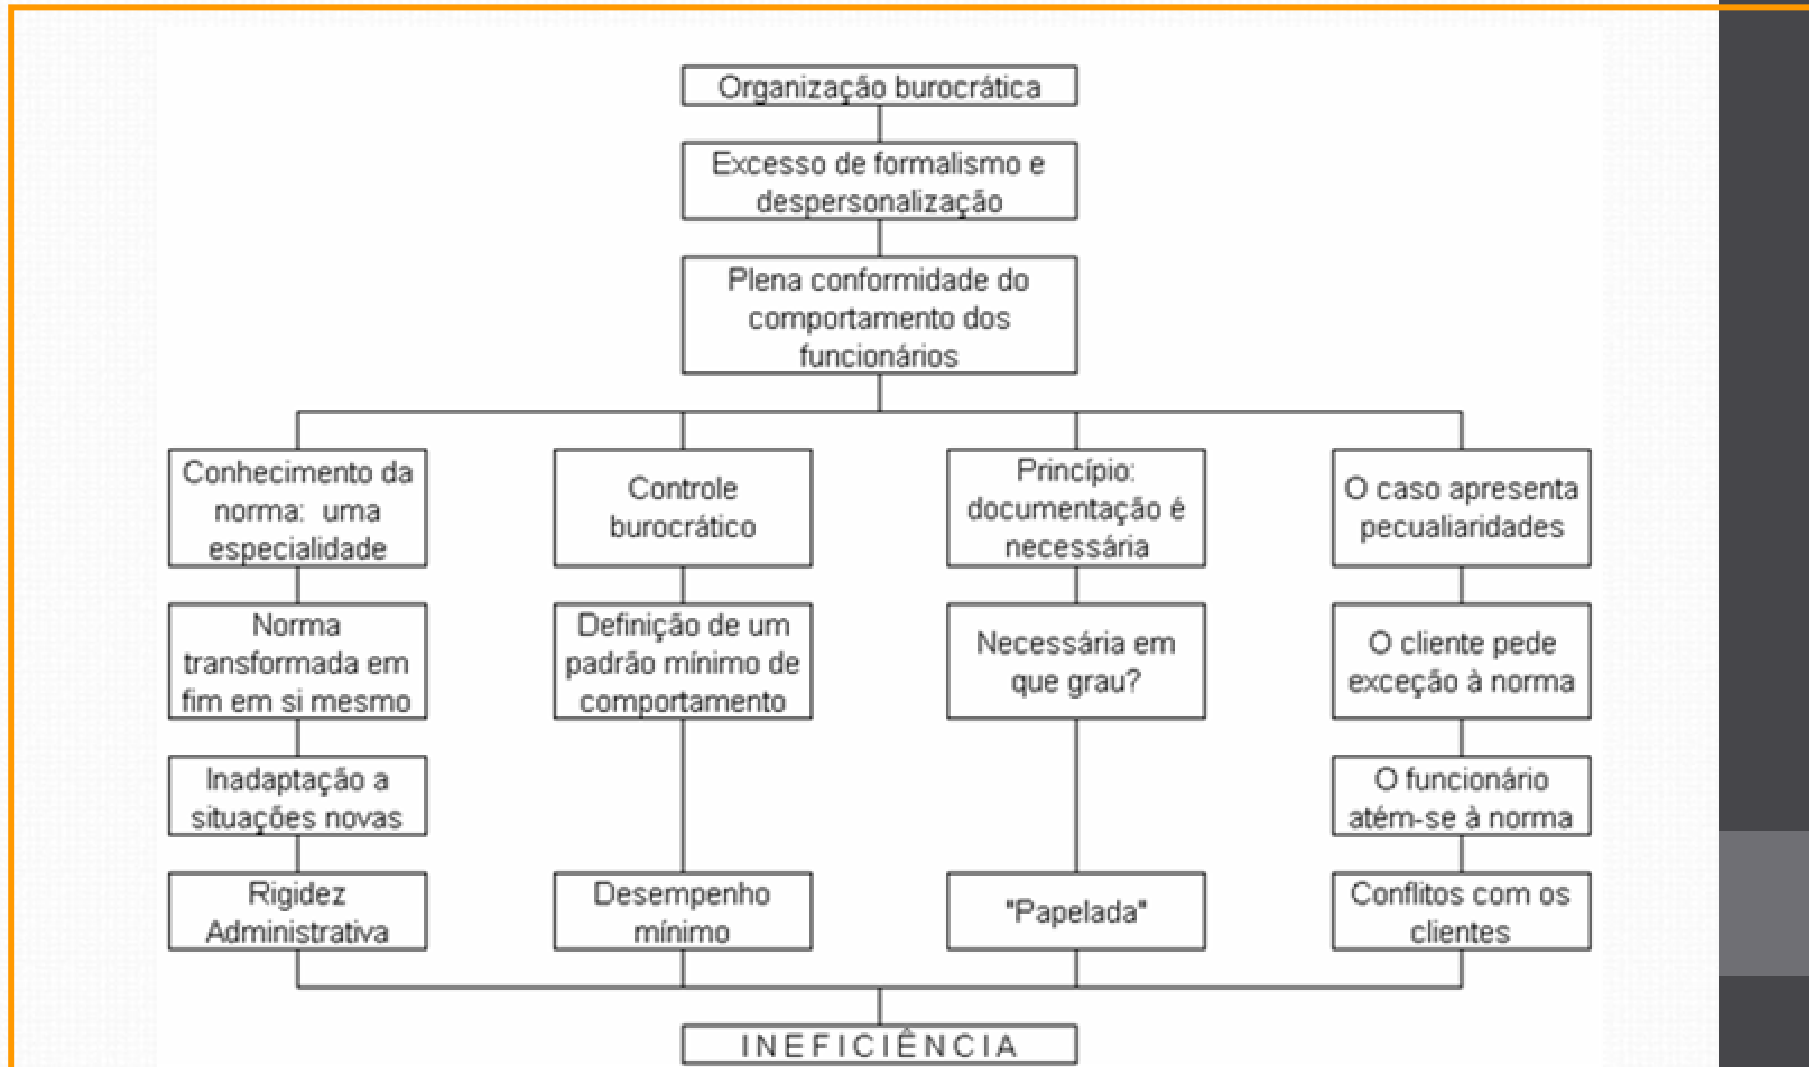 Organização burocrática
Excesso de formalismo e
despersonalização
Plena conformidade do
comportamento dos
funcionários
Conhecimento da
norma: uma
especialidade
Controle
burocrático
Princípio:
documentação é
necessária
O caso apresenta
pecualiaridades
Norma
transformada em
fim em si mesmo
Definição de um
padrão mínimo de
comportamento
Necessária em
que grau?
O cliente pede
exceção à norma
Inadaptação a
situações novas
O funcionário
atém-se à norma
Rigidez
Administrativa
Desempenho
mínimo
"Papelada"
Conflitos com os
clientes
INEFICIÊNCIA